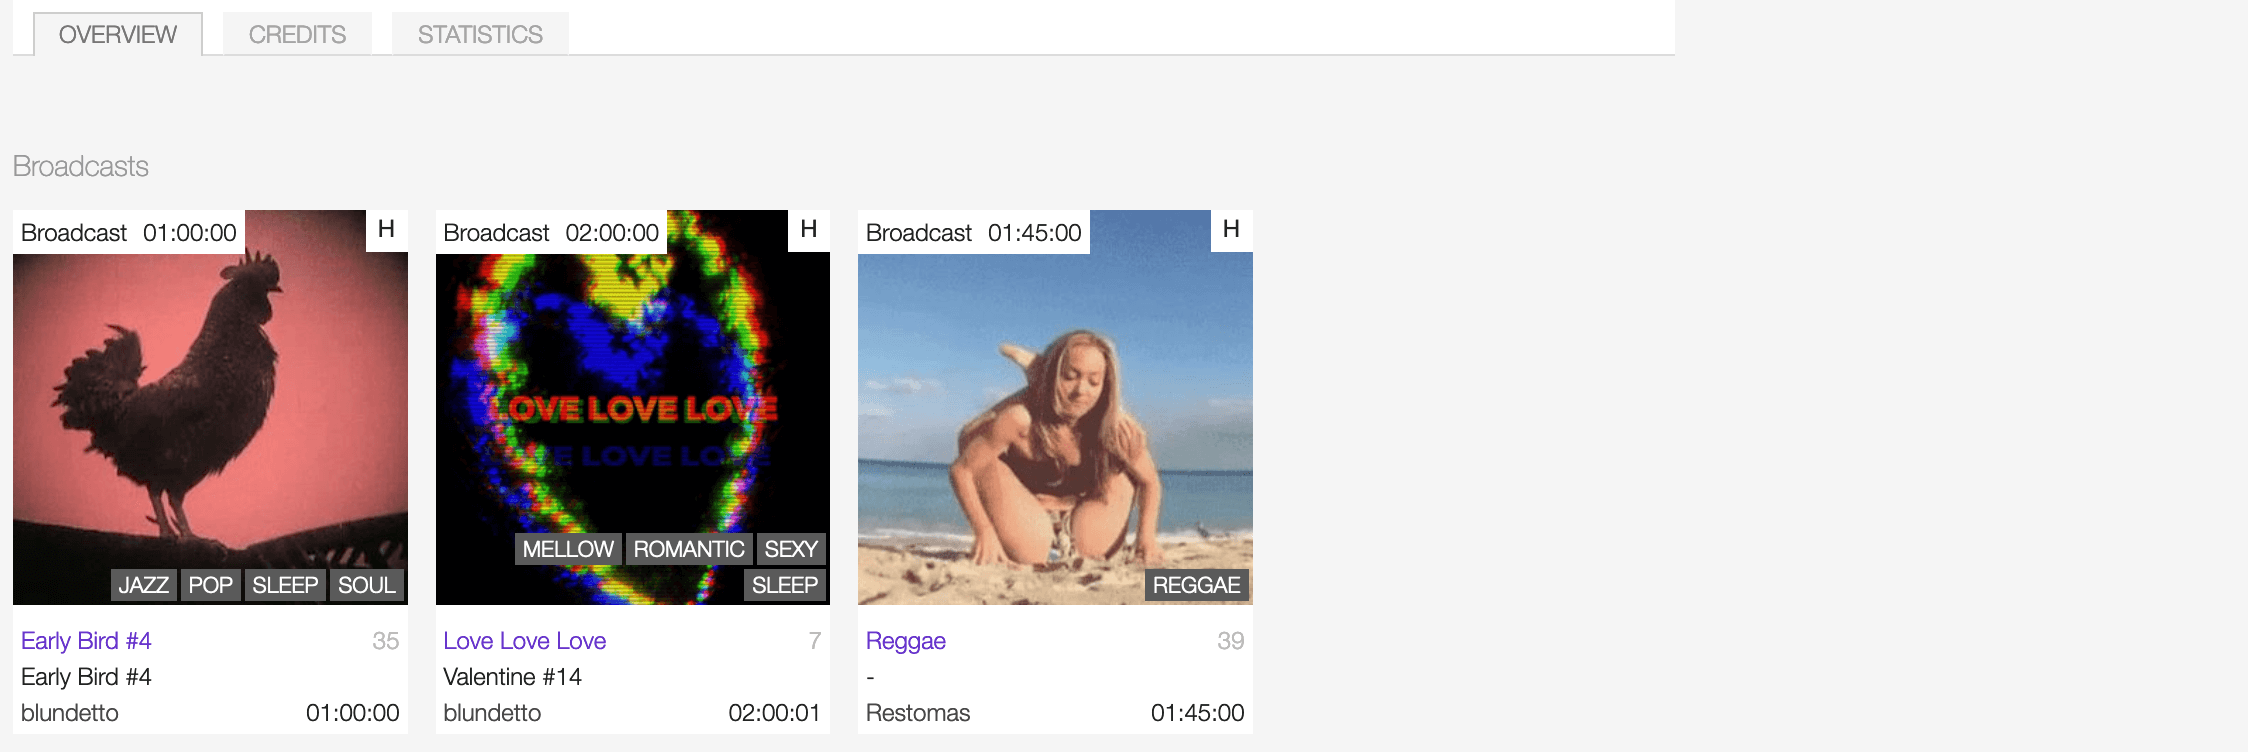 OVERVIEW CREDITS STATISTICS
Broadcasts
Broadcast 01:00:00 H
JAZZ POP SLEEP SOUL
Early Bird #4 35
Early Bird #4
blundetto 01:00:00
Broadcast 02:00:00 H
LOVE LOVE LOVE
LOVE LOVE LOVE
MELLOW ROMANTIC SEXY
SLEEP
Love Love Love 7
Valentine #14
blundetto 02:00:01
Broadcast 01:45:00 H
REGGAE
Reggae 39
-
Restomas 01:45:00